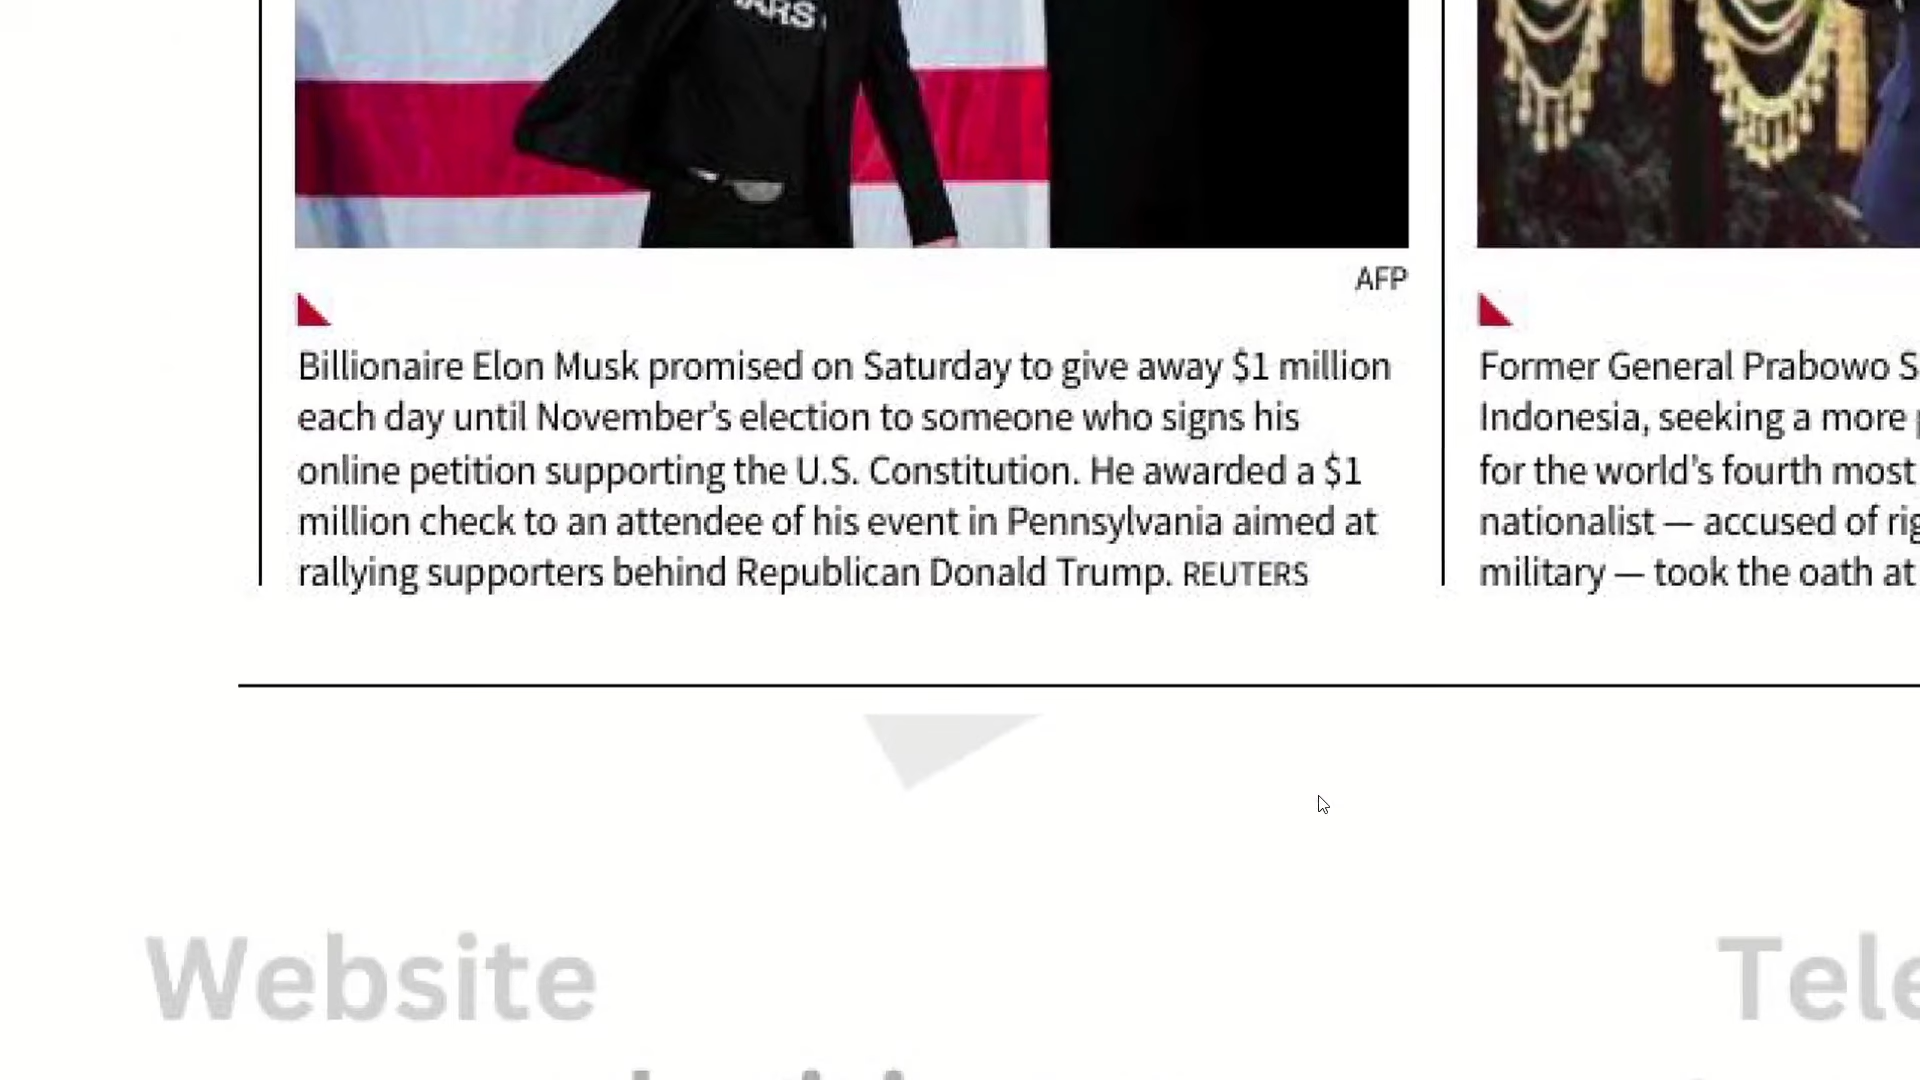 AFP
Billionaire Elon Musk promised on Saturday to give away $1 million
each day until November’s election to someone who signs his
online petition supporting the U.S. Constitution. He awarded a $1
million check to an attendee of his event in Pennsylvania aimed at
rallying supporters behind Republican Donald Trump. REUTERS
Former General Prabowo
Indonesia, seeking a more
for the world’s fourth most
nationalist — accused of
military — took the oath at
Website